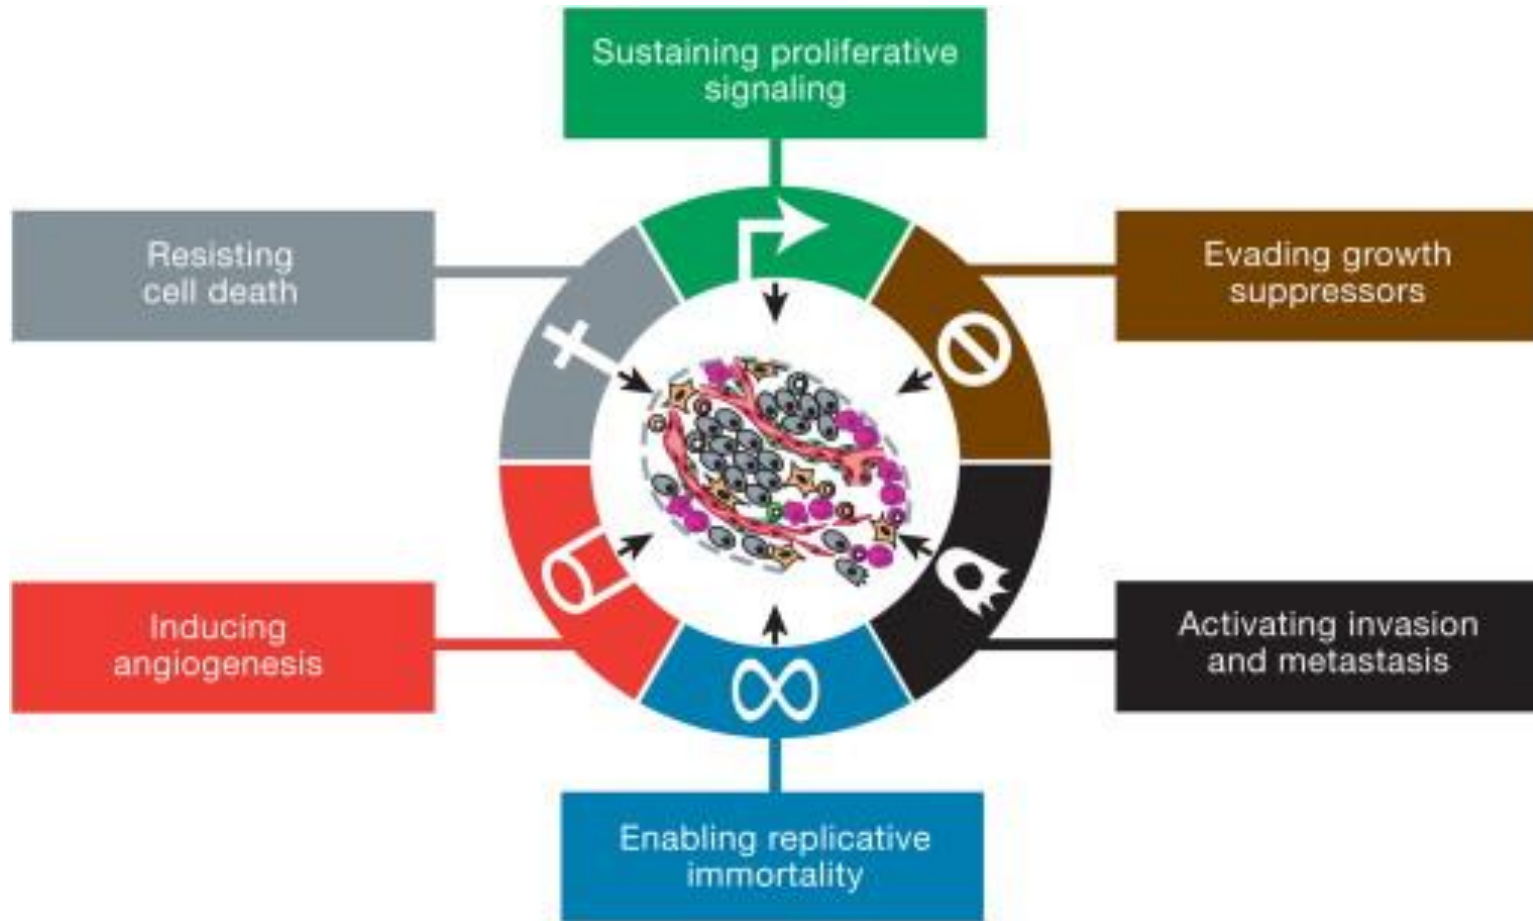 Sustaining proliferative
signaling
Resisting
cell death
Evading growth
suppressors
Inducing
angiogenesis
Activating invasion
and metastasis
Enabling replicative
immortality